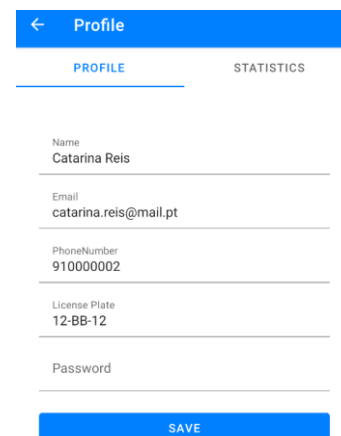 Profile
PROFILE STATISTICS
Name
Catarina Reis
Email
catarina.reis@mail.pt
PhoneNumber
910000002
License Plate
12-BB-12
Password
SAVE